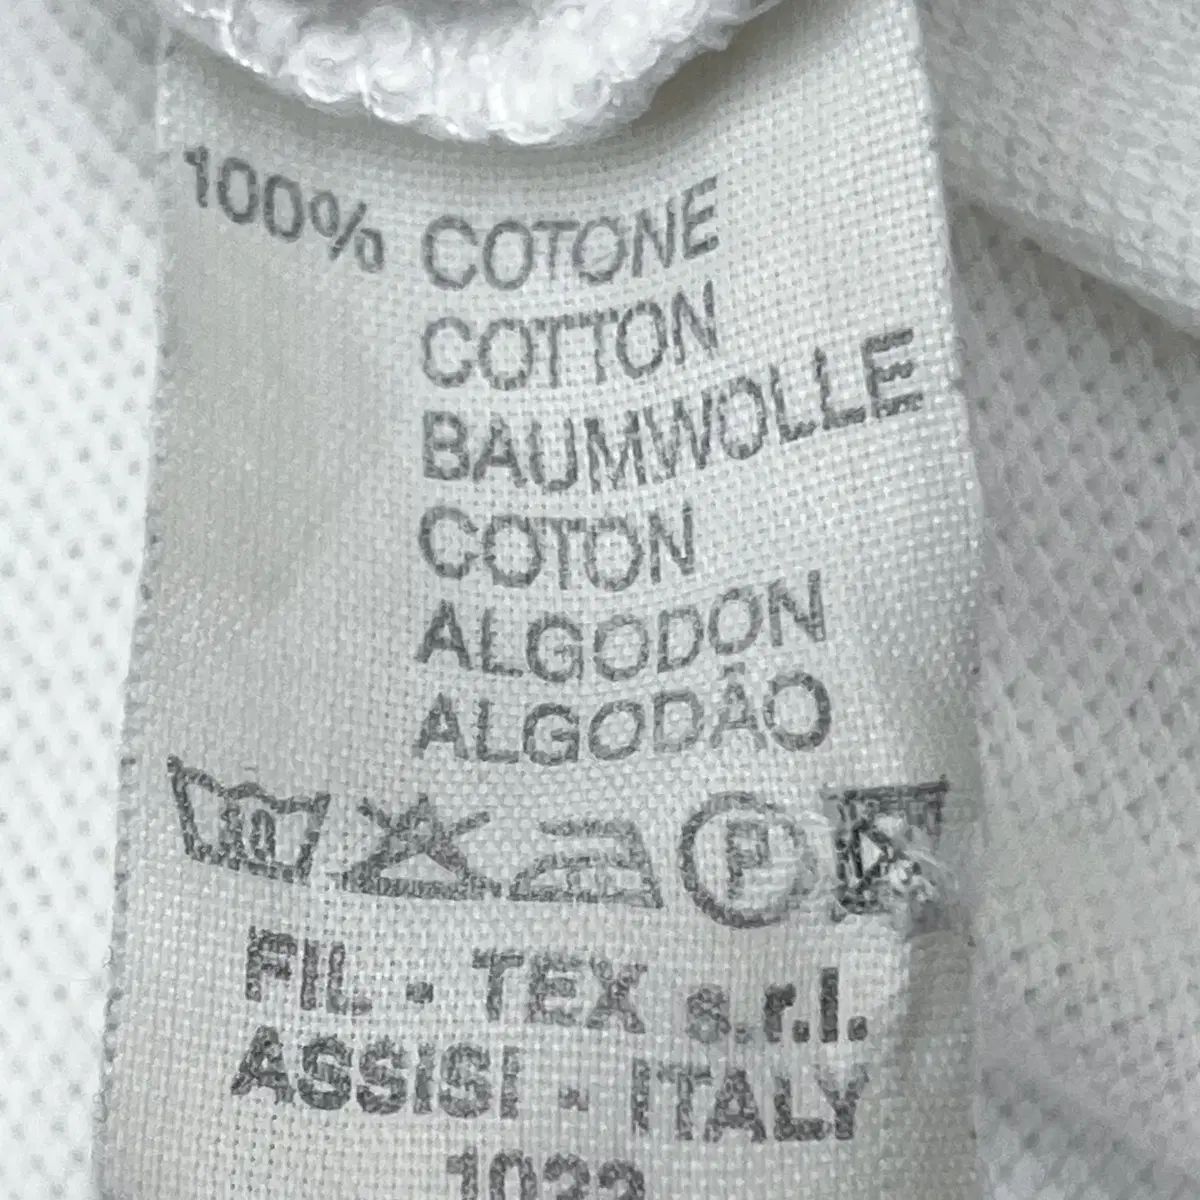 100% COTONE
COTTON
BAUMWOLLE
COTON
ALGODON
ALGODÃO
P
FIL - TEX s.r.l.
ASSISI - ITALY